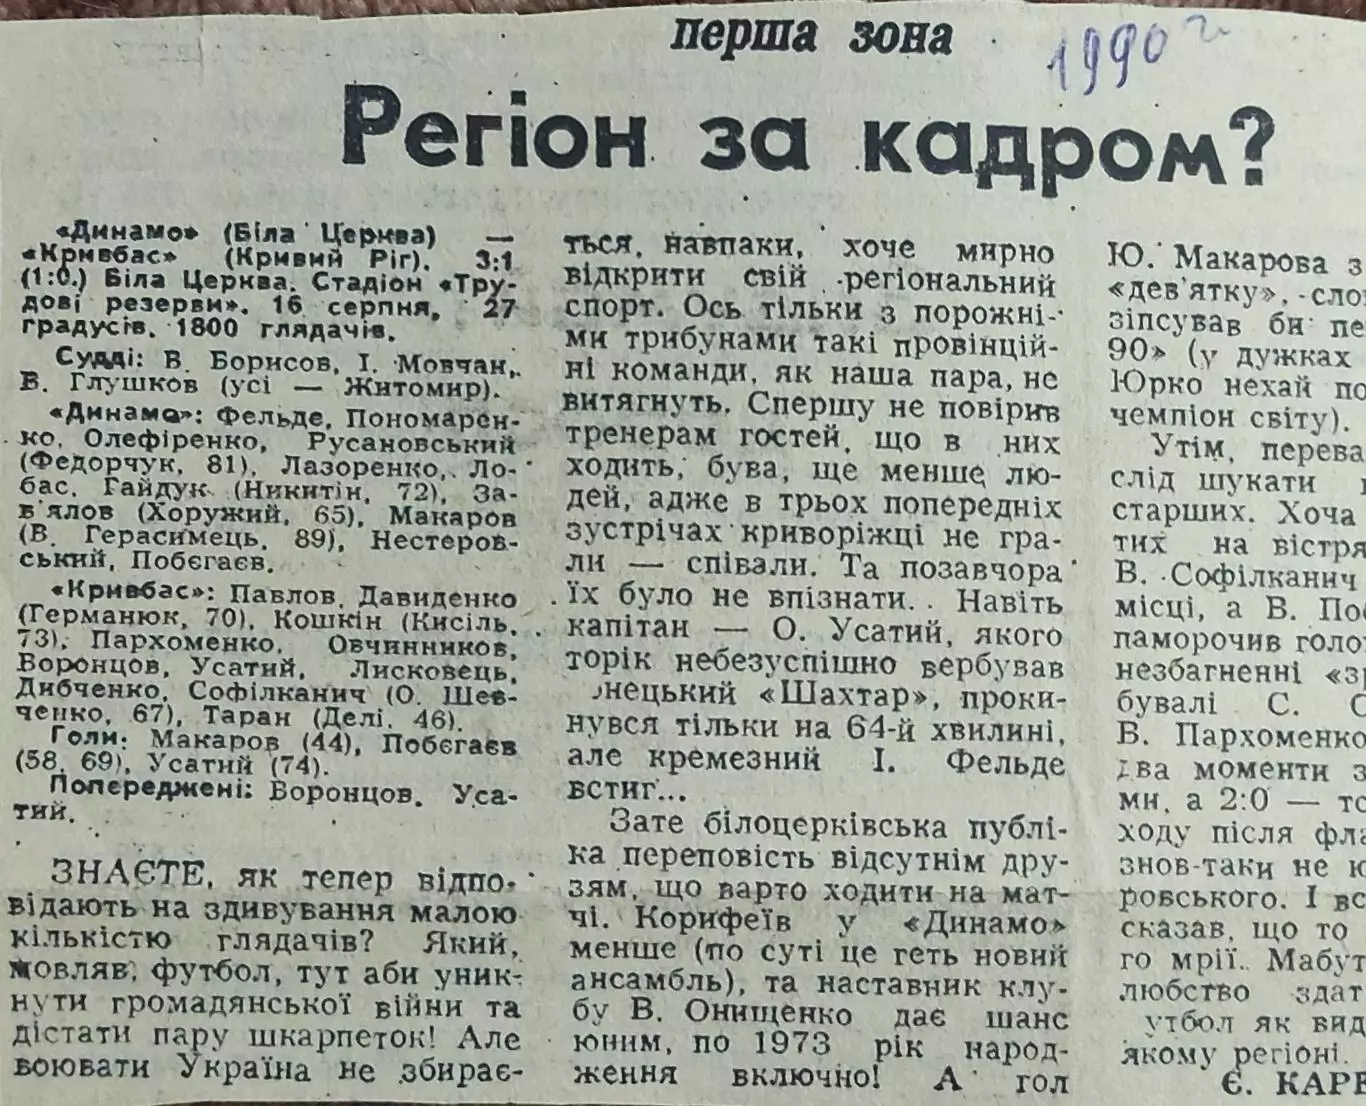 перша зона
1990 г
Регіон за кадром?
«Динамо» (Біла Церква) —
«Кривбас» (Кривий Ріг). 3:1
(1:0.) Біла Церква. Стадіон «Тру-
дові резерви». 16 серпня, 27
градусів. 1800 глядачів.
Судді: В. Борисов, І. Мовчан,
В. Глушков (усі — Житомир).
«Динамо»: Фельде, Пономарен-
ко, Олефіренко, Русановський
(Федорчук, 81), Лазоренко, Ло-
бас, Гайдук (Никитін, 72), За-
в'ялов (Хоружий, 65), Макаров
(В. Герасимець, 89), Нестеров-
ський, Побєгаєв.
«Кривбас»: Павлов, Давиденко
(Германюк, 70), Кошкін (Кисіль,
73), Пархоменко, Овчинников,
Воронцов, Усатий, Лисковець,
Дибченко, Софілканич (О. Шев-
ченко, 67), Таран (Делі, 46).
Голи: Макаров (44), Побєгаєв
(58, 69), Усатий (74).
Попереджені: Воронцов, Уса-
тий.
ЗНАЄТЕ, як тепер відпо-
відають на здивування малою
кількістю глядачів? Який,
мовляв, футбол, тут аби уник-
нути громадянської війни та
дістати пару шкарпеток! Але
воювати Україна не збирає-
ться, навпаки, хоче мирно
відкрити свій регіональний
спорт. Ось тільки з порожні-
ми трибунами такі провінцій-
ні команди, як наша пара, не
витягнуть. Спершу не повірив
тренерам гостей, що в них
ходить, бува, ще менше лю-
дей, адже в трьох попередніх
зустрічах криворіжці не гра-
ли — співали. Та позавчора
їх було не впізнати. Навіть
капітан — О. Усатий, якого
торік небезуспішно вербував
нецький «Шахтар», проки-
нувся тільки на 64-й хвилині,
але кремезний І. Фельде
встиг...
Зате білоцерківська публі-
ка переповість відсутнім дру-
зям, що варто ходити на мат-
чі. Корифеїв у «Динамо»
менше (по суті це геть новий
ансамбль), та наставник клу-
бу В. Онищенко дає шанс
юним, по 1973 рік народ-
ження включно! А гол
Ю. Макарова з
«дев'ятку», сло
зіпсував би пе
90» (у дужках
Юрко нехай по
чемпіон світу).
Утім, перева
слід шукати
старших. Хоча
тих на вістря
В. Софілканич
місці, а В. По
паморочив голо
незбагненні «з
бувалі С.
В. Пархоменко
два моменти з
ми, а 2:0 — то
ходу після фла
знов-таки не ю
ровського. І вс
сказав, що то
го мрії. Мабут
любство здат
утбол як вид
якому регіоні.
Є. КАРЕ